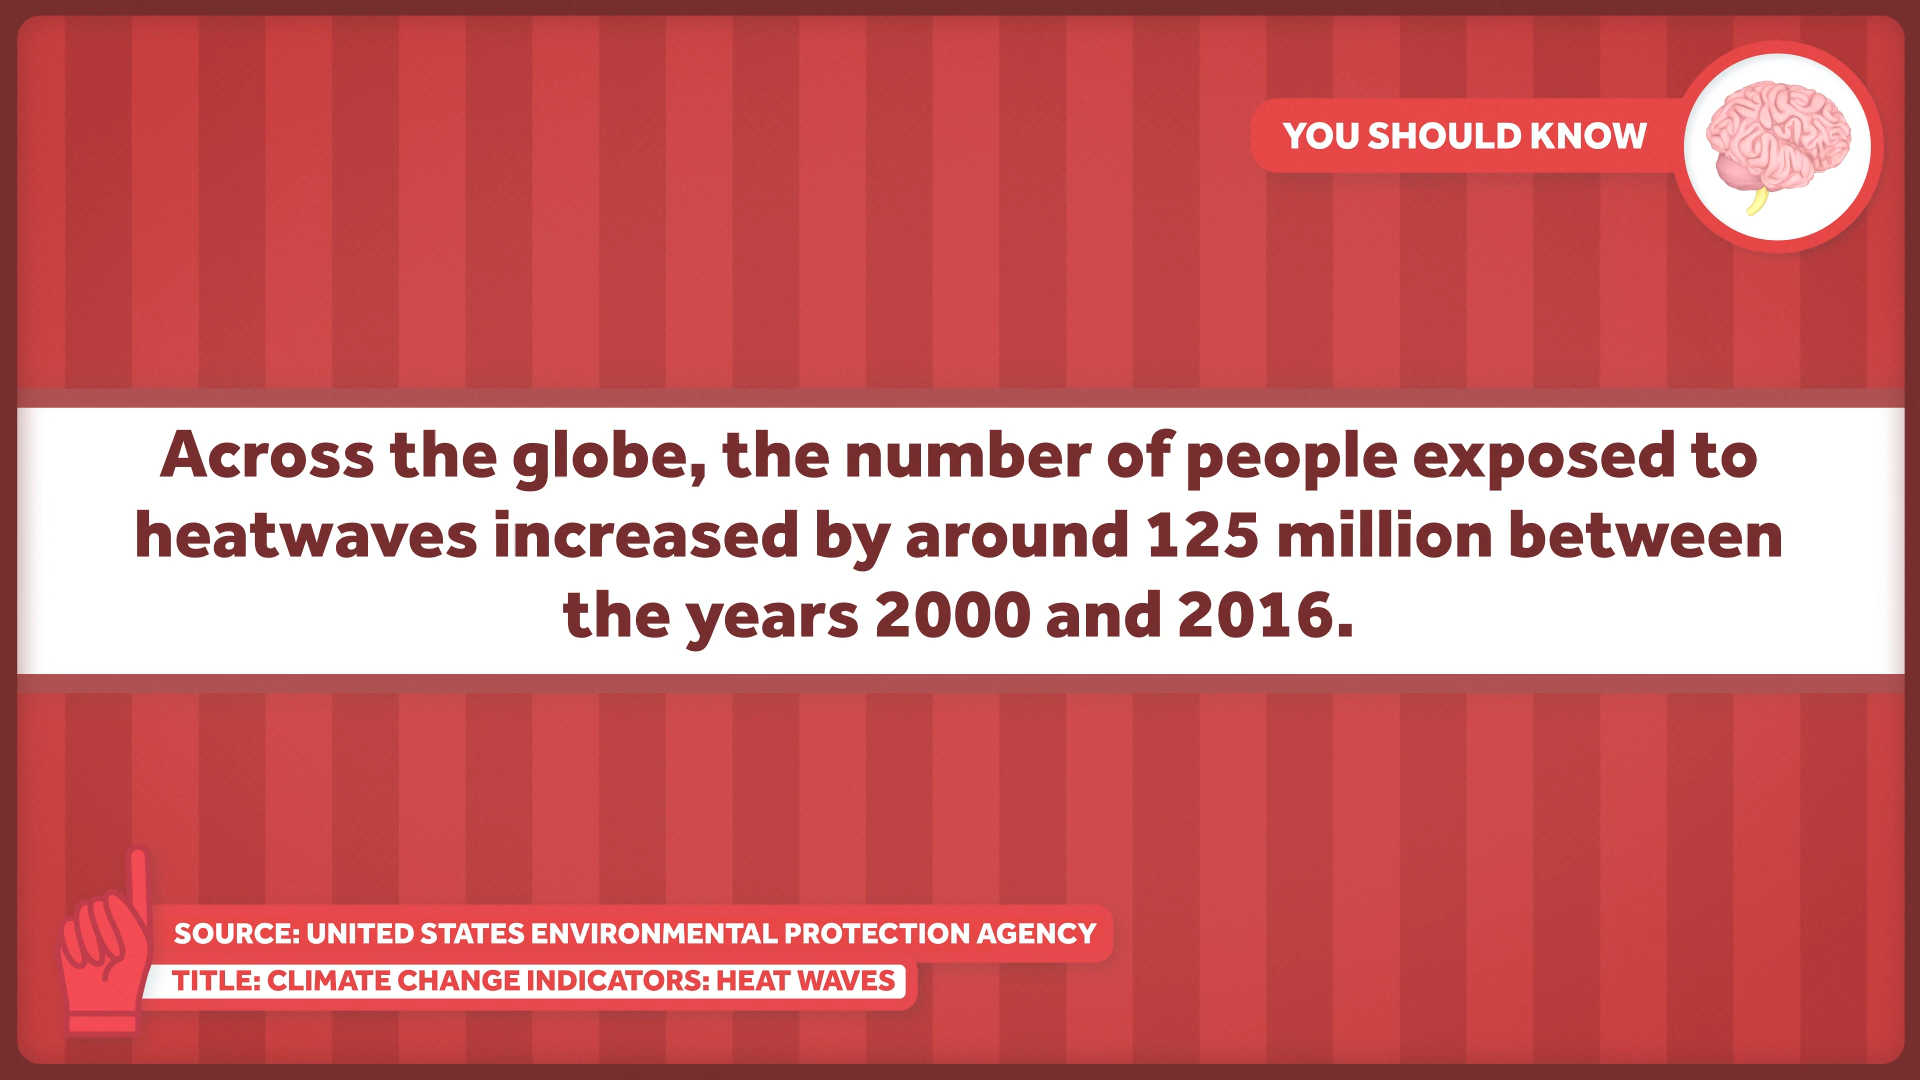 YOU SHOULD KNOW
Across the globe, the number of people exposed to
heatwaves increased by around 125 million between
the years 2000 and 2016.
SOURCE: UNITED STATES ENVIRONMENTAL PROTECTION AGENCY
TITLE: CLIMATE CHANGE INDICATORS: HEAT WAVES